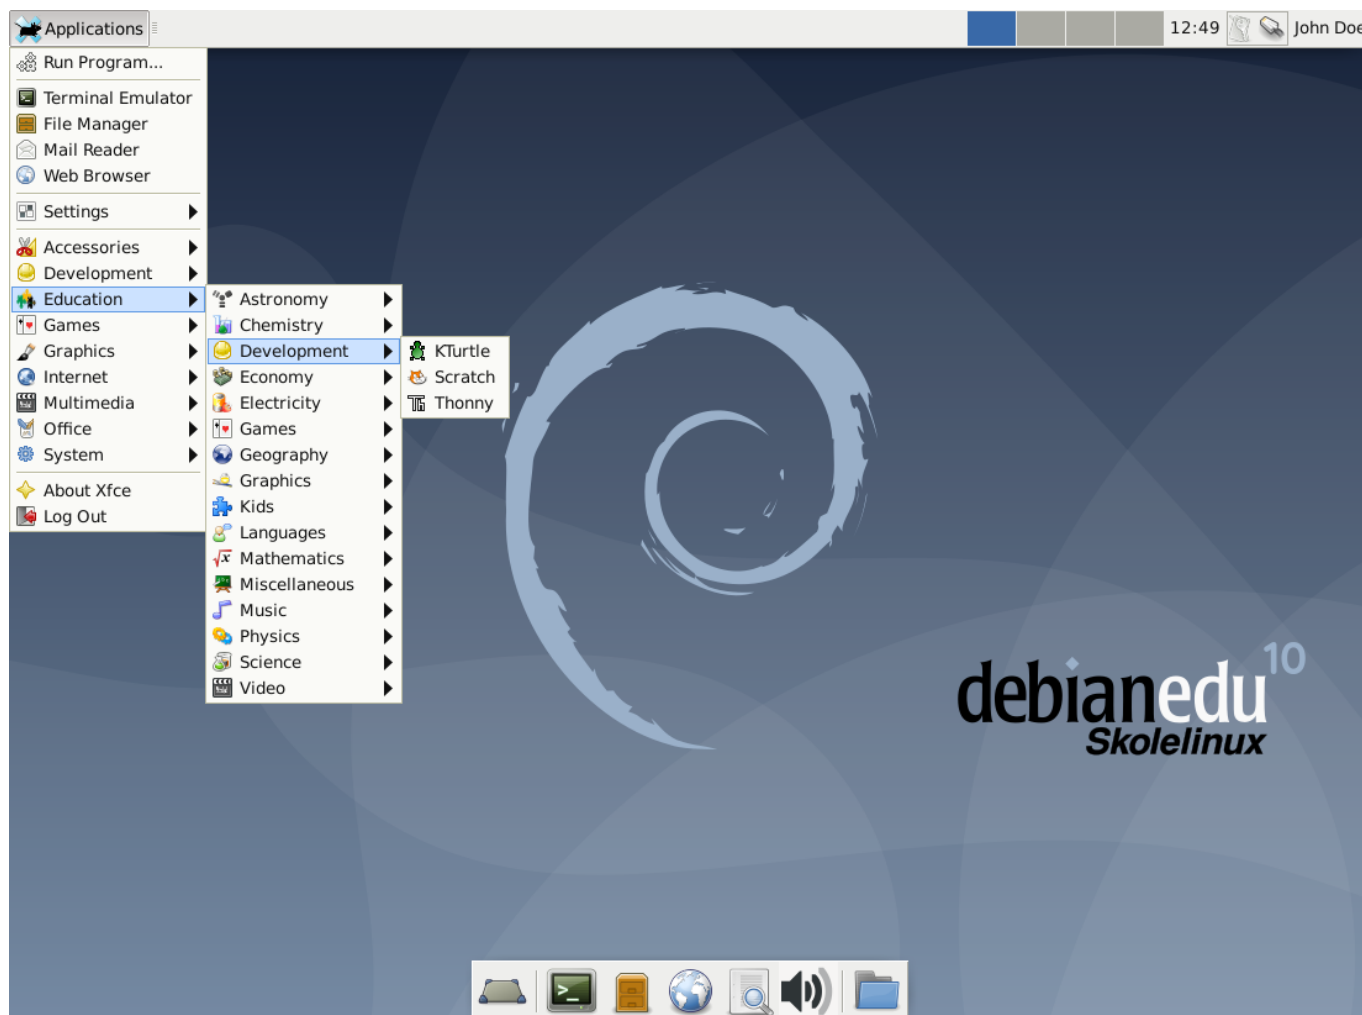 Applications
12:49
John Doe
Run Program...
Terminal Emulator
File Manager
Mail Reader
Web Browser
Settings
Accessories
Development
Education
Games
Graphics
Internet
Multimedia
Office
System
About Xfce
Log Out
Astronomy
Chemistry
Development
Economy
Electricity
Games
Geography
Graphics
Kids
Languages
Mathematics
Miscellaneous
Music
Physics
Science
Video
KTurtle
Scratch
Thonny
debianedu 10
Skolelinux